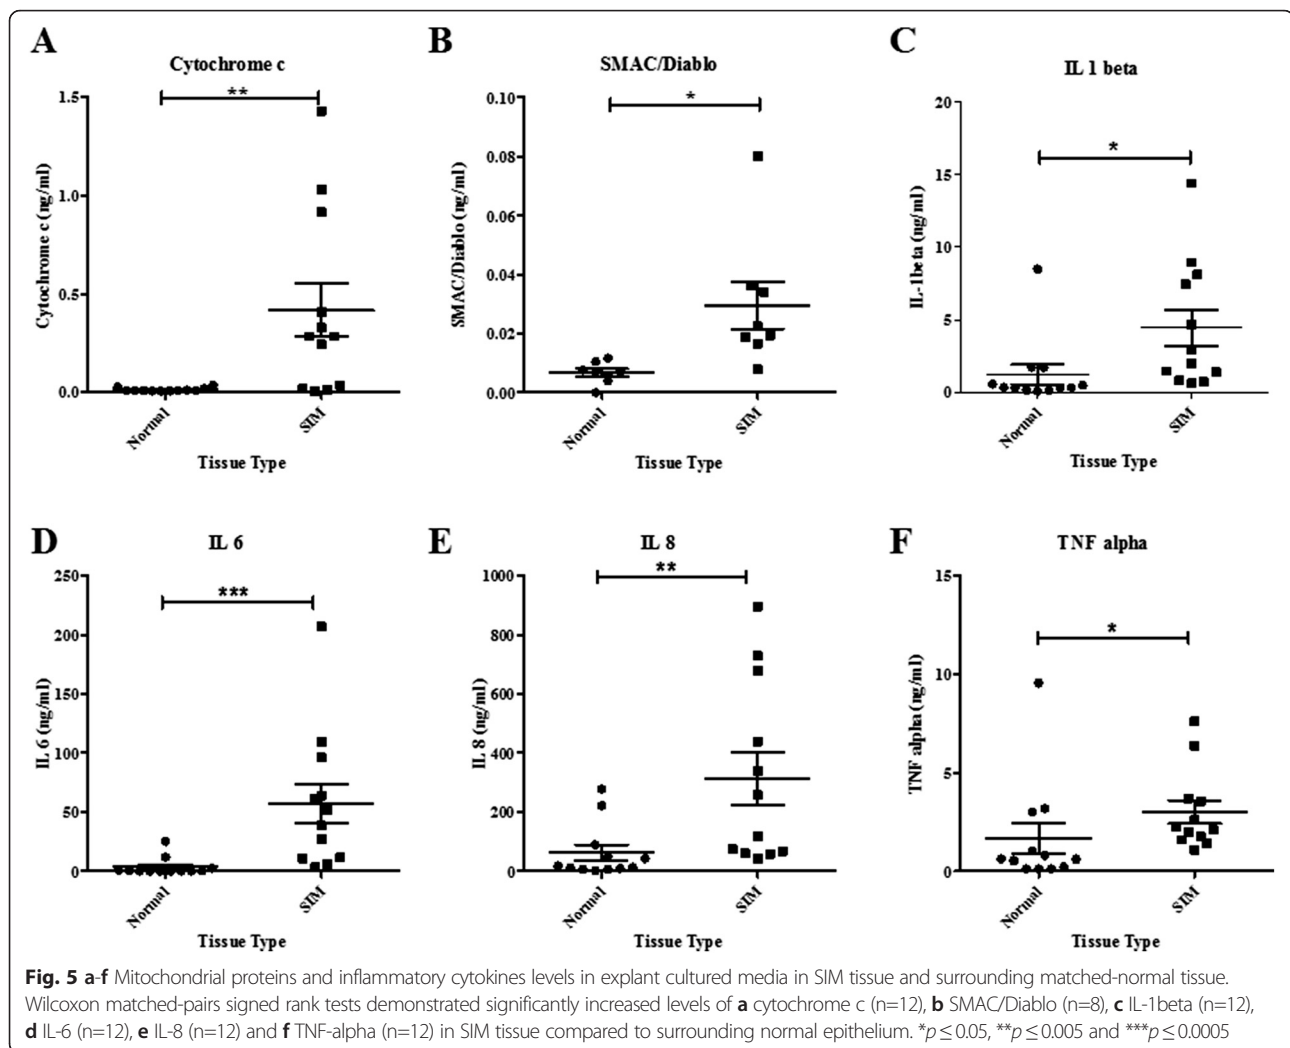 A
Cytochrome c
**
1.5
1.0
0.5
0.0
Cytochrome c (ng/ml)
Normal
SIM
Tissue Type
B
SMAC/Diablo
*
0.10
0.08
0.06
0.04
0.02
0.00
SMAC/Diablo (ng/ml)
Normal
SIM
Tissue Type
C
IL 1 beta
*
20
15
10
5
0
IL-1beta (ng/ml)
Normal
SIM
Tissue Type
D
IL 6
***
250
200
150
100
50
0
IL 6 (ng/ml)
Normal
SIM
Tissue Type
E
IL 8
**
1000
800
600
400
200
0
IL 8 (ng/ml)
Normal
SIM
Tissue Type
F
TNF alpha
*
15
10
5
0
TNF alpha (ng/ml)
Normal
SIM
Tissue Type
Fig. 5 a-f Mitochondrial proteins and inflammatory cytokines levels in explant cultured media in SIM tissue and surrounding matched-normal tissue.
Wilcoxon matched-pairs signed rank tests demonstrated significantly increased levels of a cytochrome c (n=12), b SMAC/Diablo (n=8), c IL-1beta (n=12),
d IL-6 (n=12), e IL-8 (n=12) and f TNF-alpha (n=12) in SIM tissue compared to surrounding normal epithelium. *p ≤ 0.05, **p ≤ 0.005 and ***p ≤ 0.0005